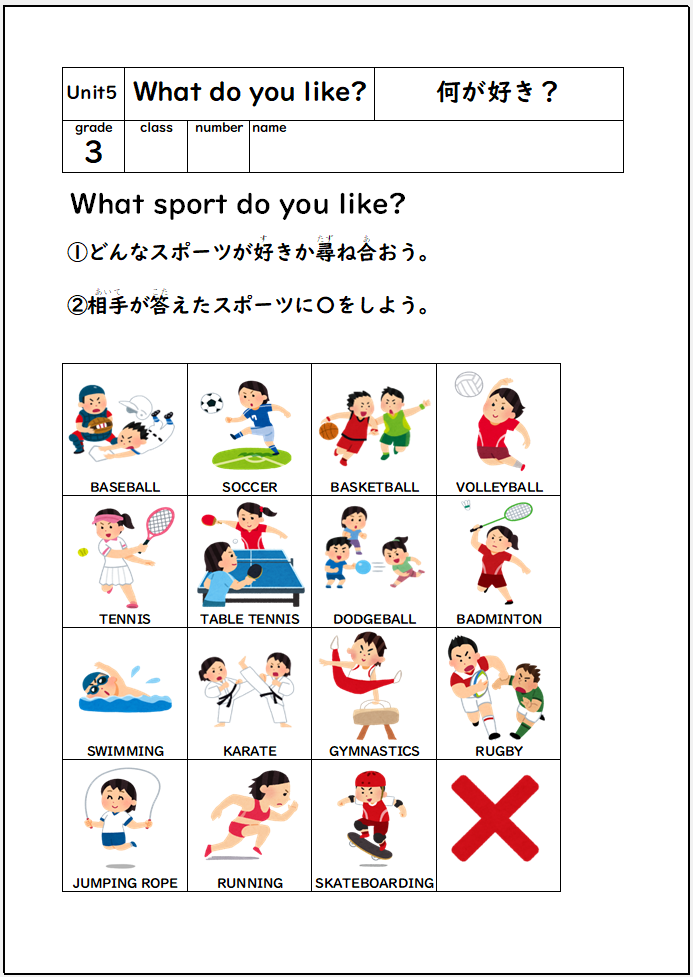 Unit5 What do you like? 何が好き？
grade class number name
3
What sport do you like?
①どんなスポーツが好きか尋ね合おう。
②相手が答えたスポーツに〇をしよう。
BASEBALL SOCCER BASKETBALL VOLLEYBALL
TENNIS TABLE TENNIS DODGEBALL BADMINTON
SWIMMING KARATE GYMNASTICS RUGBY
JUMPING ROPE RUNNING SKATEBOARDING